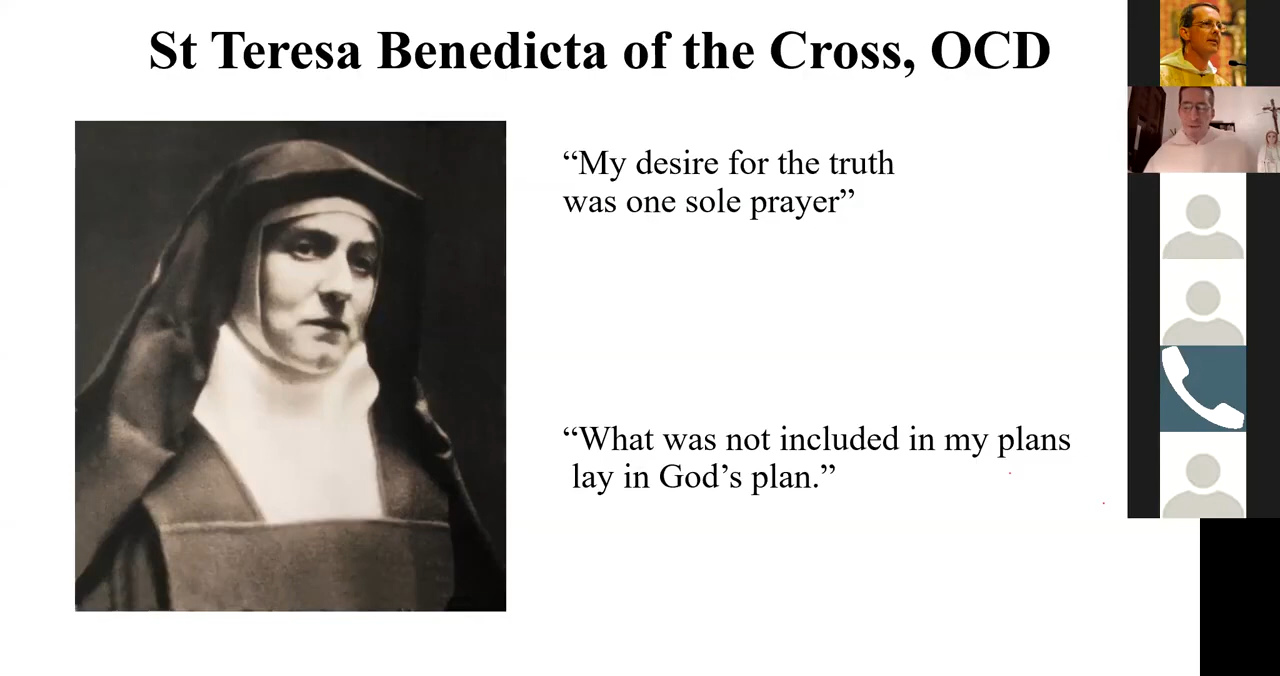 St Teresa Benedicta of the Cross, OCD
“My desire for the truth
was one sole prayer”
“What was not included in my plans
lay in God’s plan.”